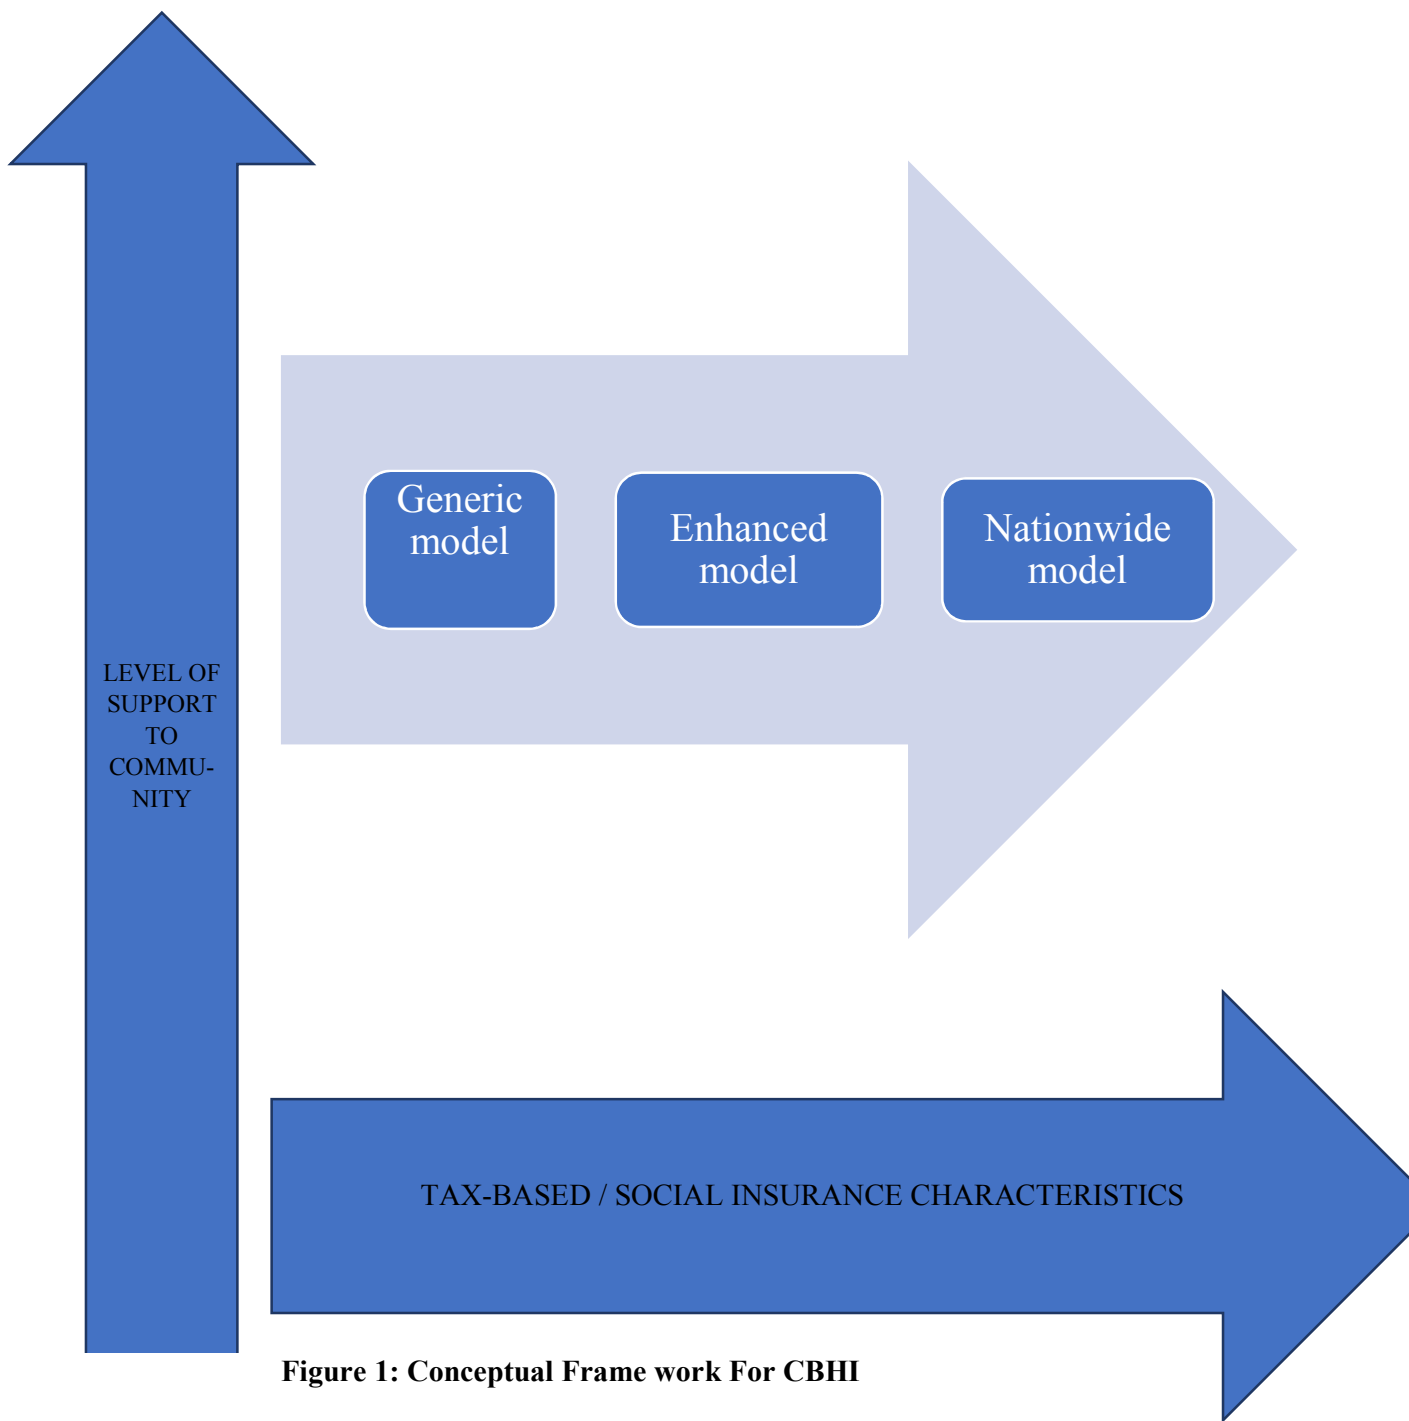 Generic
model
Enhanced
model
Nationwide
model
LEVEL OF
SUPPORT
TO
COMMU-
NITY
TAX-BASED / SOCIAL INSURANCE CHARACTERISTICS
Figure 1: Conceptual Frame work For CBHI